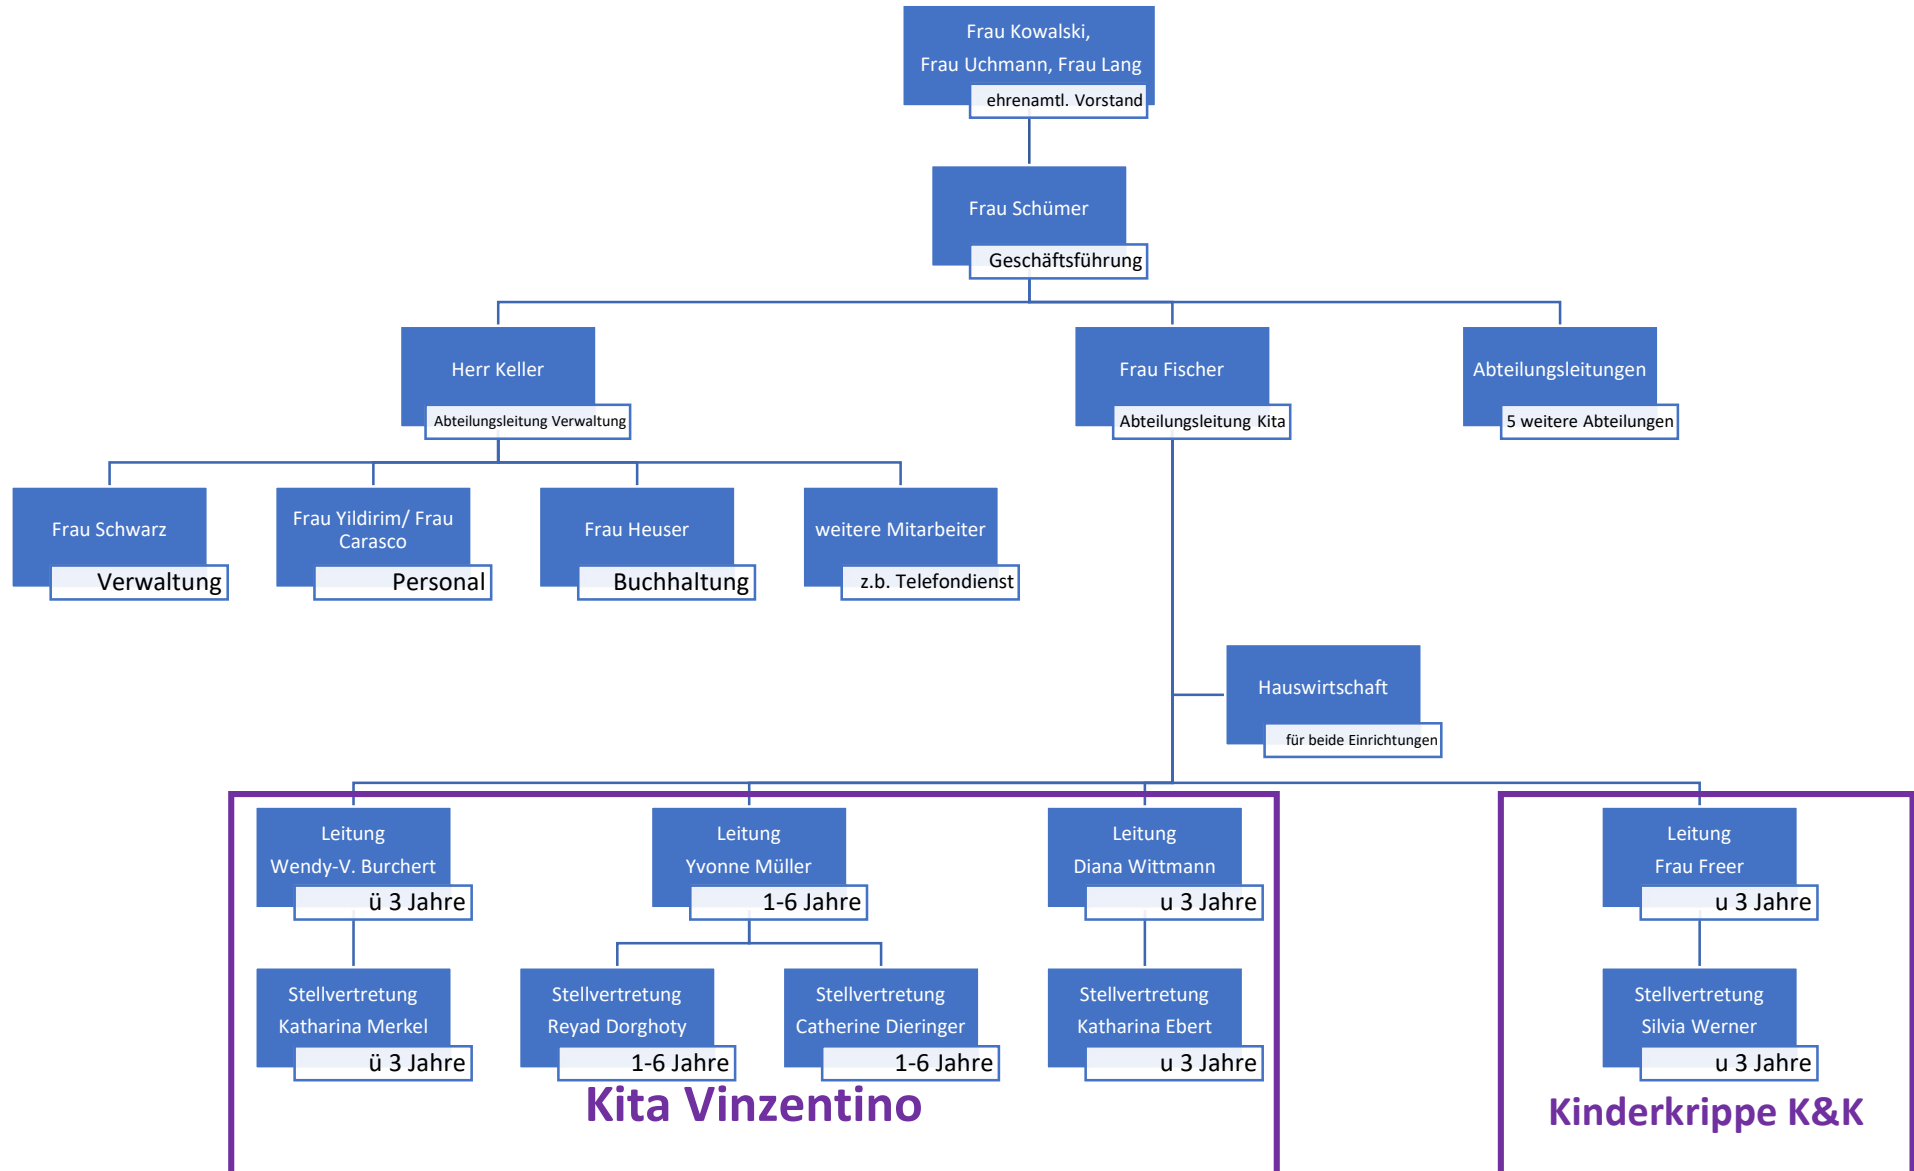 Frau Kowalski,
Frau Uchmann, Frau Lang
ehrenamtl. Vorstand
Frau Schümer
Geschäftsführung
Herr Keller
Abteilungsleitung Verwaltung
Frau Fischer
Abteilungsleitung Kita
Abteilungsleitungen
5 weitere Abteilungen
Frau Schwarz
Verwaltung
Frau Yildirim/ Frau
Carasco
Personal
Frau Heuser
Buchhaltung
weitere Mitarbeiter
z.b. Telefondienst
Hauswirtschaft
für beide Einrichtungen
Leitung
Wendy-V. Burchert
ü 3 Jahre
Leitung
Yvonne Müller
1-6 Jahre
Leitung
Diana Wittmann
u 3 Jahre
Leitung
Frau Freer
u 3 Jahre
Stellvertretung
Katharina Merkel
ü 3 Jahre
Stellvertretung
Reyad Dorghoty
1-6 Jahre
Stellvertretung
Catherine Dieringer
1-6 Jahre
Stellvertretung
Katharina Ebert
u 3 Jahre
Stellvertretung
Silvia Werner
u 3 Jahre
Kita Vinzentino
Kinderkrippe K&K